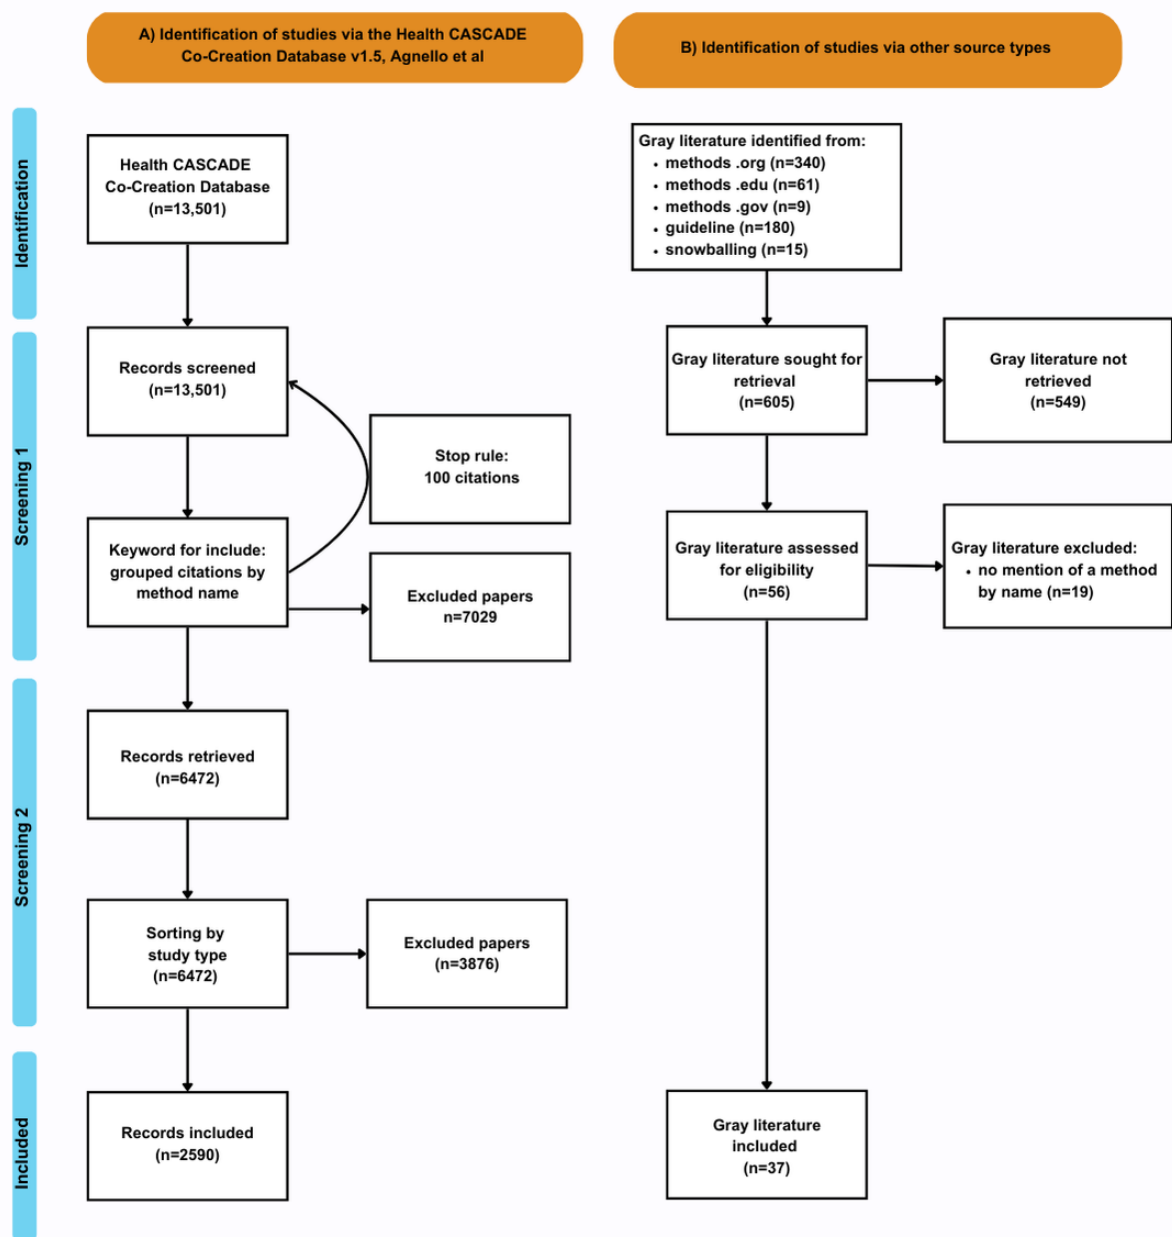 A) Identification of studies via the Health CASCADE
Co-Creation Database v1.5, Agnello et al
B) Identification of studies via other source types
Identification
Health CASCADE
Co-Creation Database
(n=13,501)
Gray literature identified from:
• methods .org (n=340)
• methods .edu (n=61)
• methods .gov (n=9)
• guideline (n=180)
• snowballing (n=15)
Screening 1
Records screened
(n=13,501)
Gray literature sought for
retrieval
(n=605)
Gray literature not
retrieved
(n=549)
Stop rule:
100 citations
Keyword for include:
grouped citations by
method name
Excluded papers
n=7029
Gray literature assessed
for eligibility
(n=56)
Gray literature excluded:
• no mention of a method
by name (n=19)
Screening 2
Records retrieved
(n=6472)
Sorting by
study type
(n=6472)
Excluded papers
(n=3876)
Included
Records included
(n=2590)
Gray literature
included
(n=37)